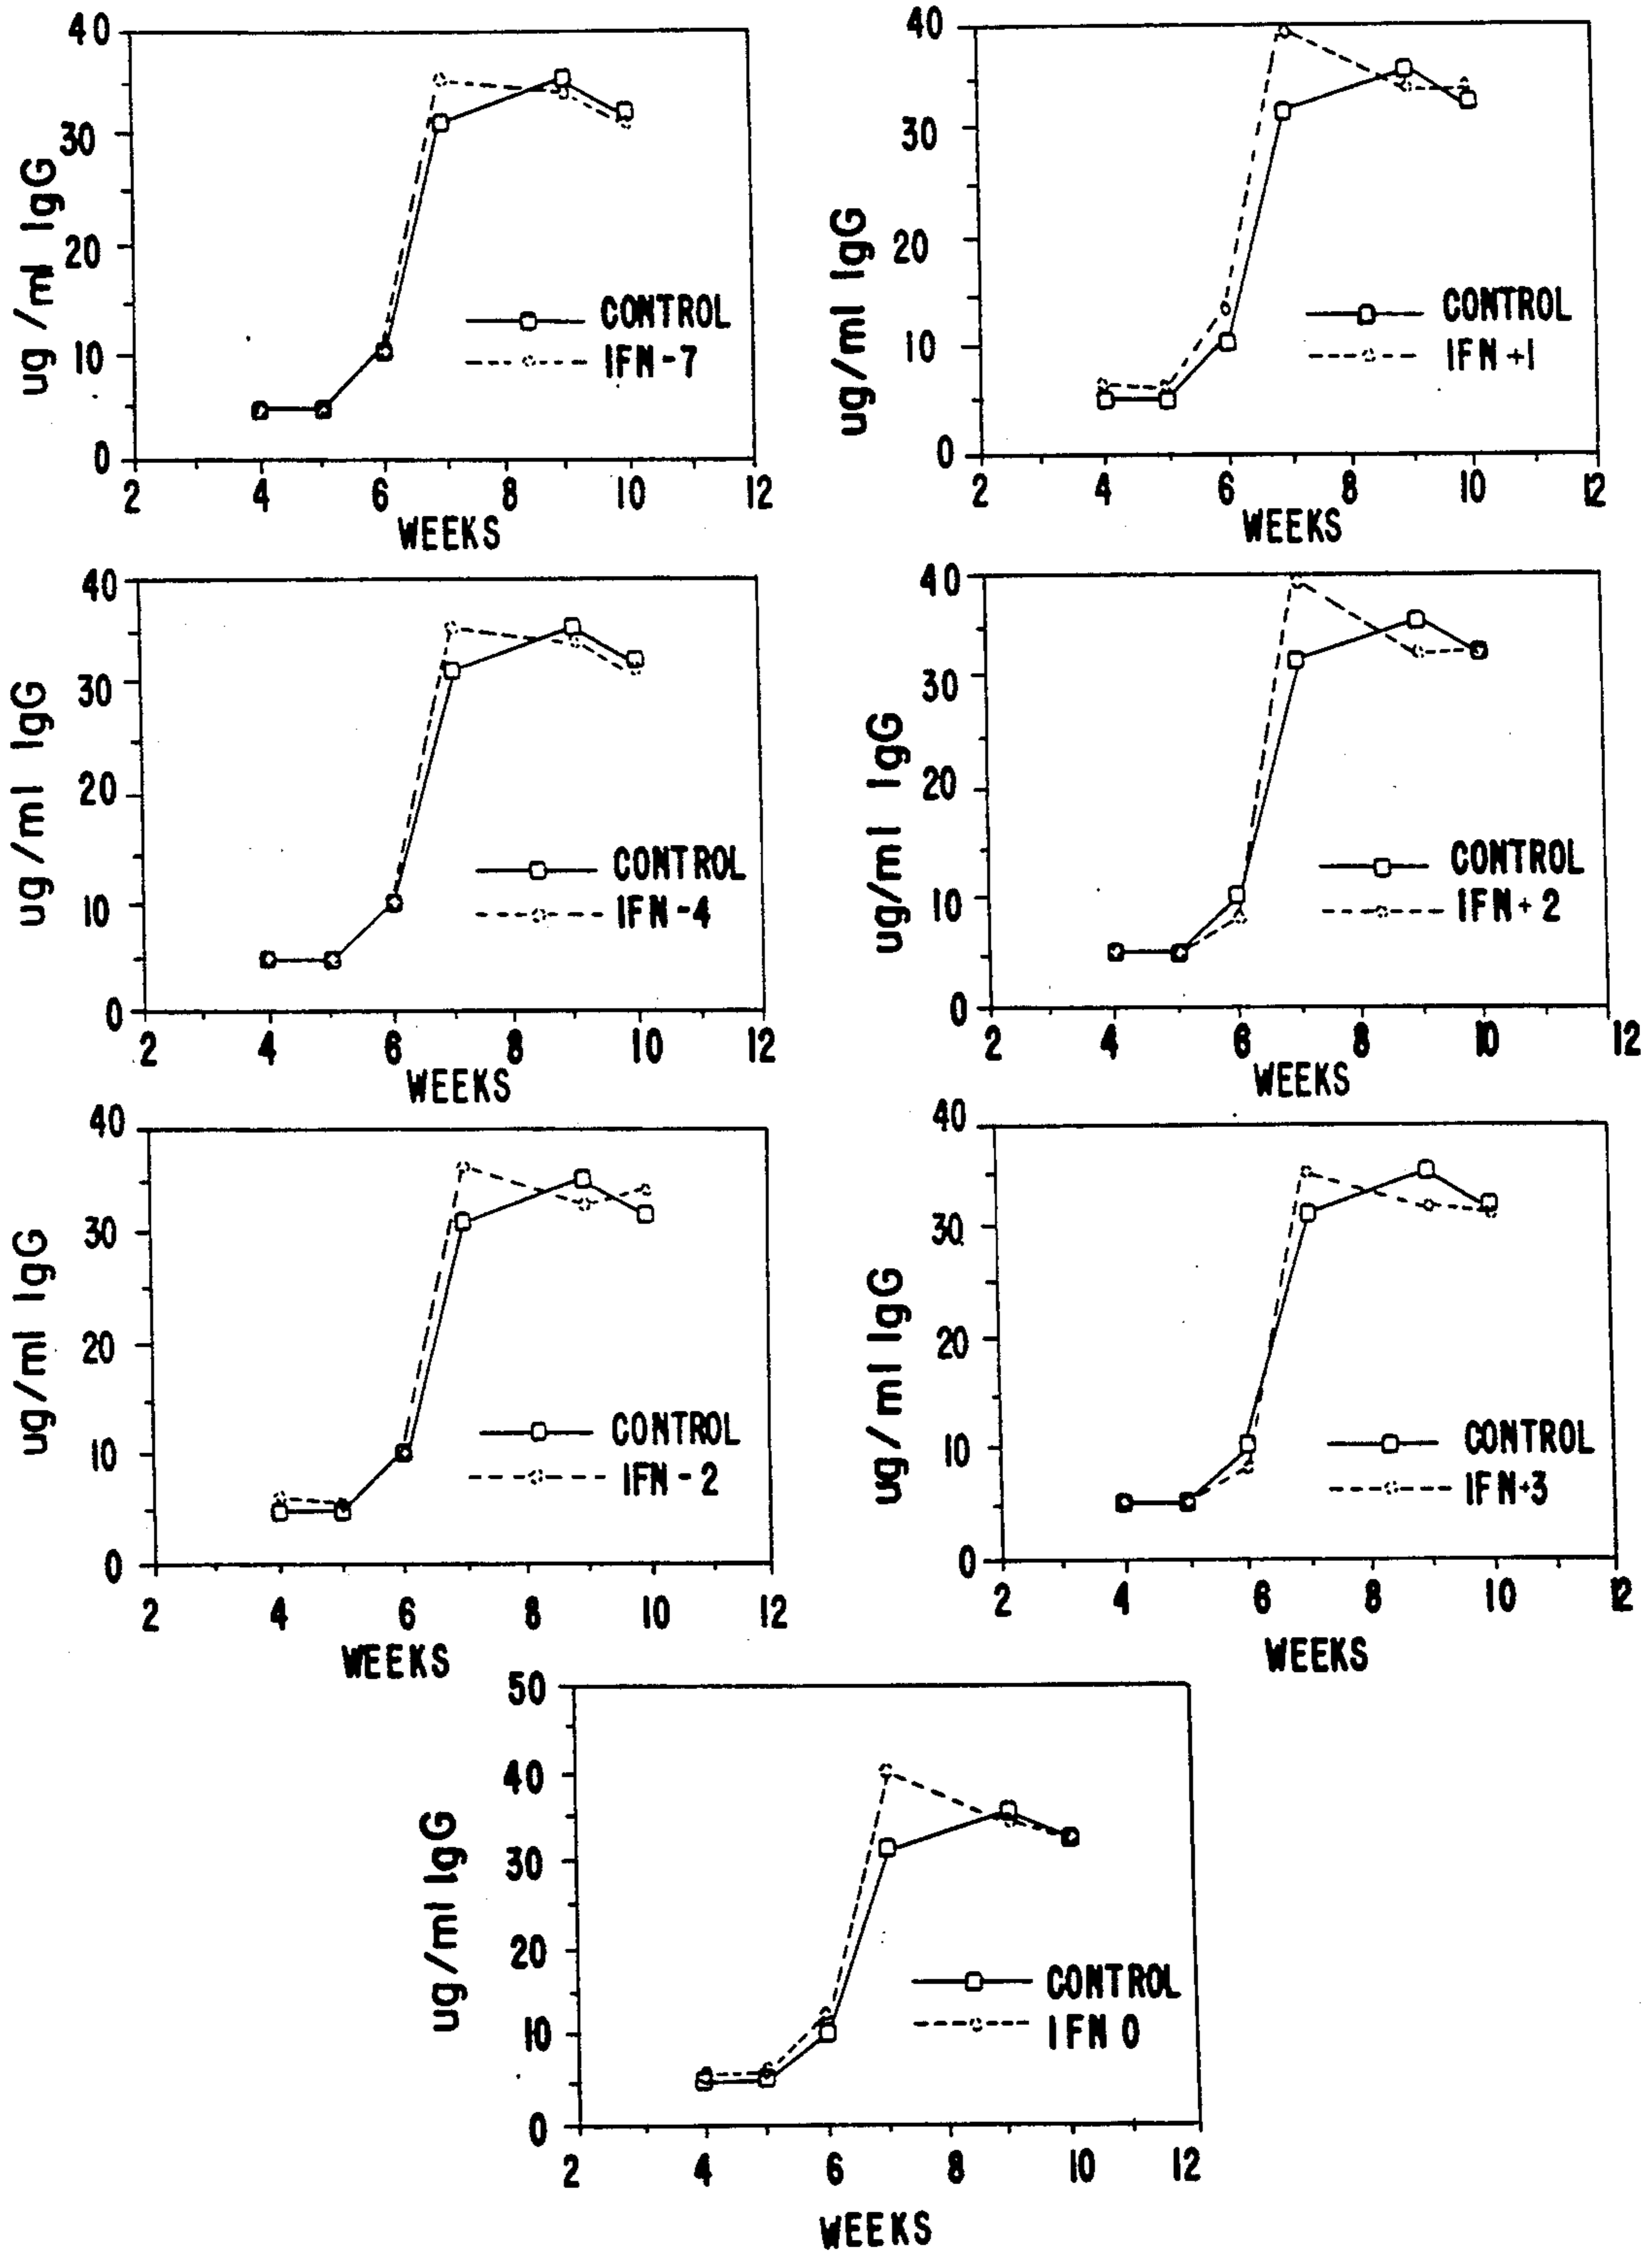 40
30
20
10
0
ug/ml IgG
CONTROL
IFN-7
2 4 6 8 10 12
WEEKS
40
30
20
10
0
ug/ml IgG
CONTROL
IFN+1
2 4 6 8 10 12
WEEKS
40
30
20
10
0
ug/ml IgG
CONTROL
IFN-4
2 4 6 8 10 12
WEEKS
40
30
20
10
0
ug/ml IgG
CONTROL
IFN+2
2 4 6 8 10 12
WEEKS
40
30
20
10
0
ug/ml IgG
CONTROL
IFN-2
2 4 6 8 10 12
WEEKS
40
30
20
10
0
ug/ml IgG
CONTROL
IFN+3
2 4 6 8 10 12
WEEKS
50
40
30
20
10
0
ug/ml IgG
CONTROL
IFN 0
2 4 6 8 10 12
WEEKS